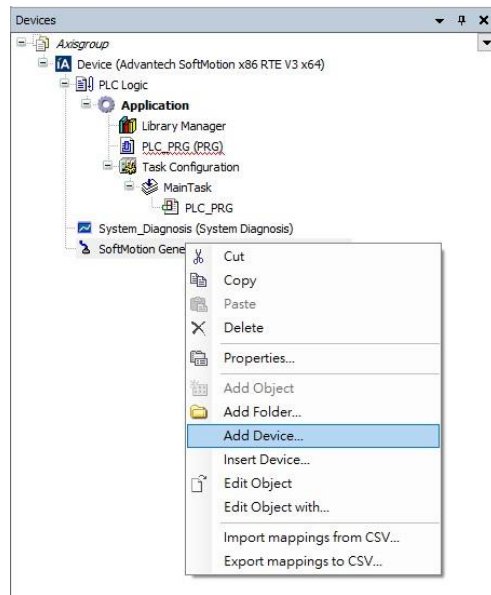 Devices
Axisgroup
Device (Advantech SoftMotion x86 RTE V3 x64)
PLC Logic
Application
Library Manager
PLC_PRG (PRG)
Task Configuration
MainTask
PLC_PRG
System_Diagnosis (System Diagnosis)
SoftMotion Gene
Cut
Copy
Paste
Delete
Properties...
Add Object
Add Folder...
Add Device...
Insert Device...
Edit Object
Edit Object with...
Import mappings from CSV...
Export mappings to CSV...